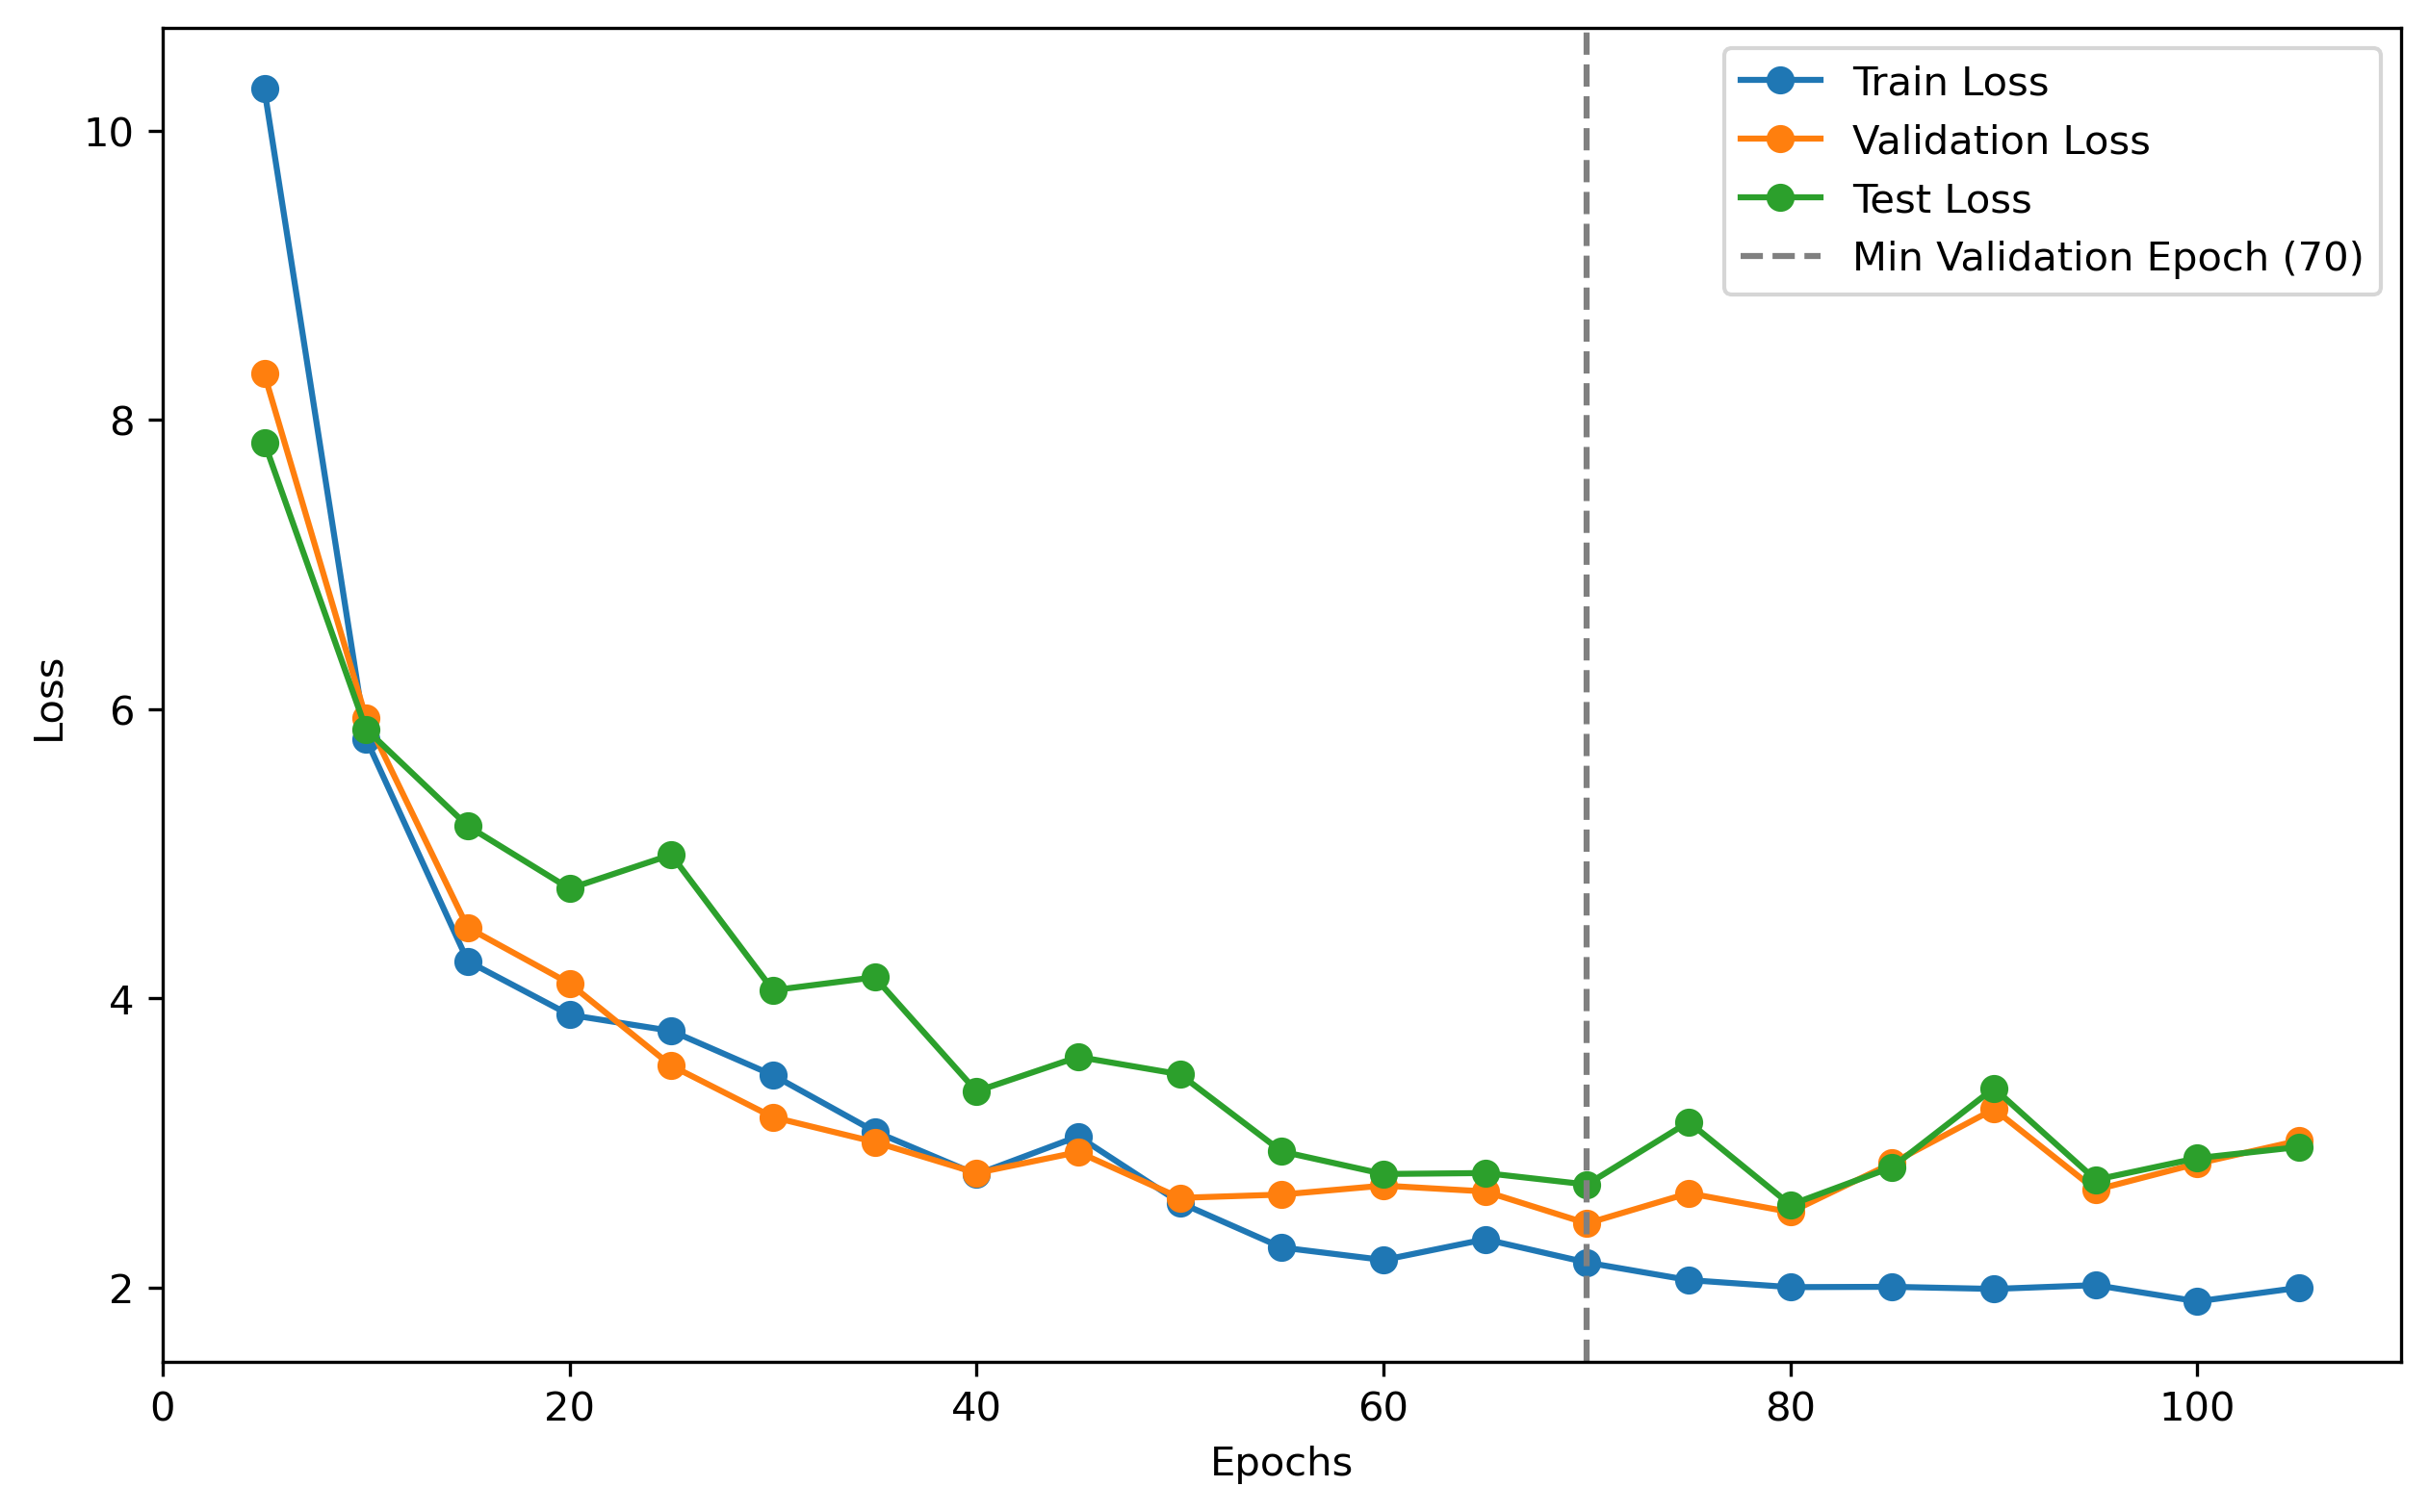 Train Loss
Validation Loss
Test Loss
Min Validation Epoch (70)
10
8
6
4
2
Loss
0 20 40 60 80 100
Epochs